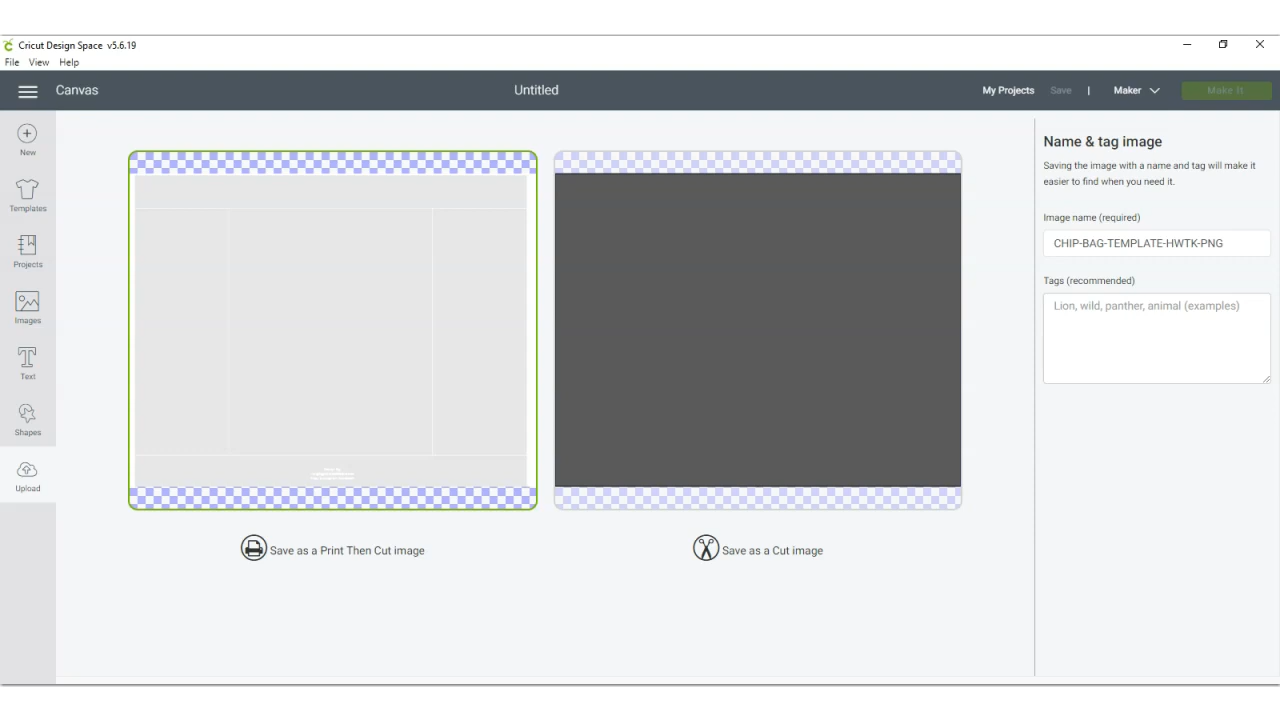 Cricut Design Space v5.6.19
File View Help
Canvas
Untitled
My Projects Save | Maker Make It
New
Templates
Projects
Images
Text
Shapes
Upload
Save as a Print Then Cut image
Save as a Cut image
Name & tag image
Saving the image with a name and tag will make it
easier to find when you need it.
Image name (required)
CHIP-BAG-TEMPLATE-HWTK-PNG
Tags (recommended)
Lion, wild, panther, animal (examples)